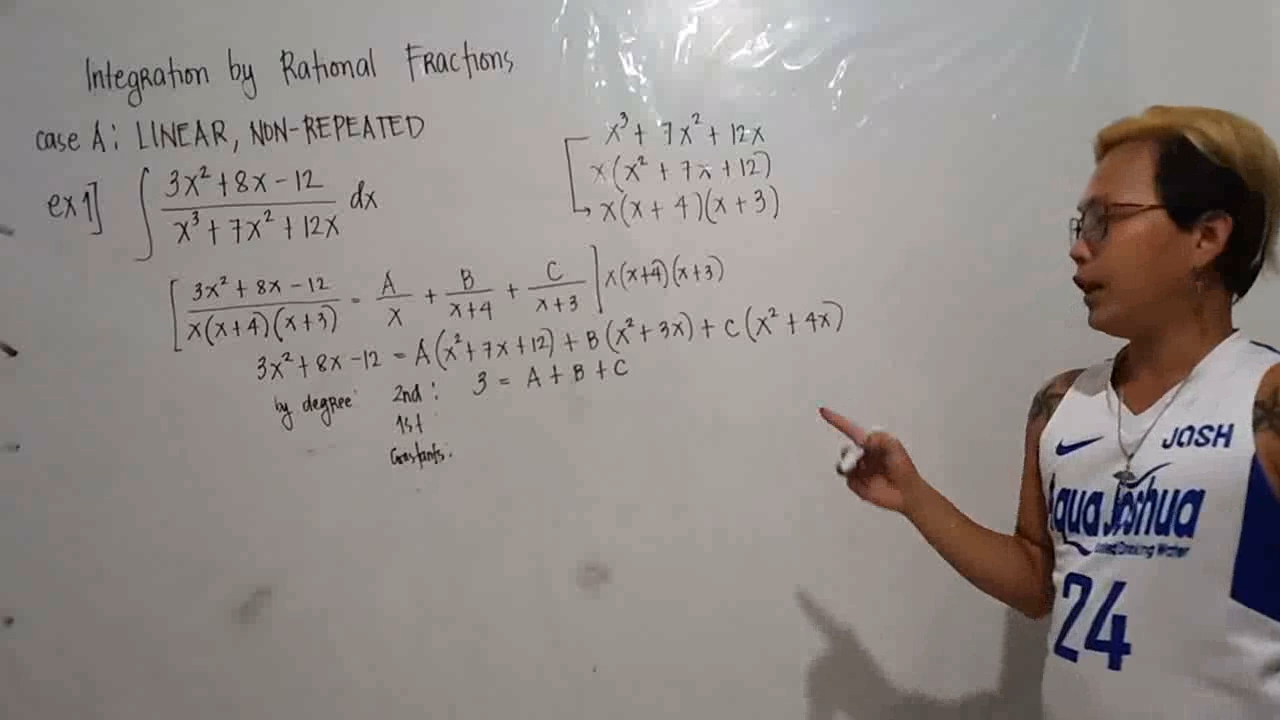 Integration by Rational Fractions
case A: LINEAR, NON-REPEATED
ex 1] ∫ (3x² + 8x - 12)/(x³ + 7x² + 12x) dx
x³ + 7x² + 12x
x(x² + 7x + 12)
x(x + 4)(x + 3)
[(3x² + 8x - 12)/(x(x+4)(x+3)) = A/x + B/(x+4) + C/(x+3)] x(x+4)(x+3)
3x² + 8x - 12 = A(x² + 7x + 12) + B(x² + 3x) + C(x² + 4x)
by degree: 2nd: 3 = A + B + C
1st
Constants:
JOSH
Aqua Joshua
Drinking Water
24